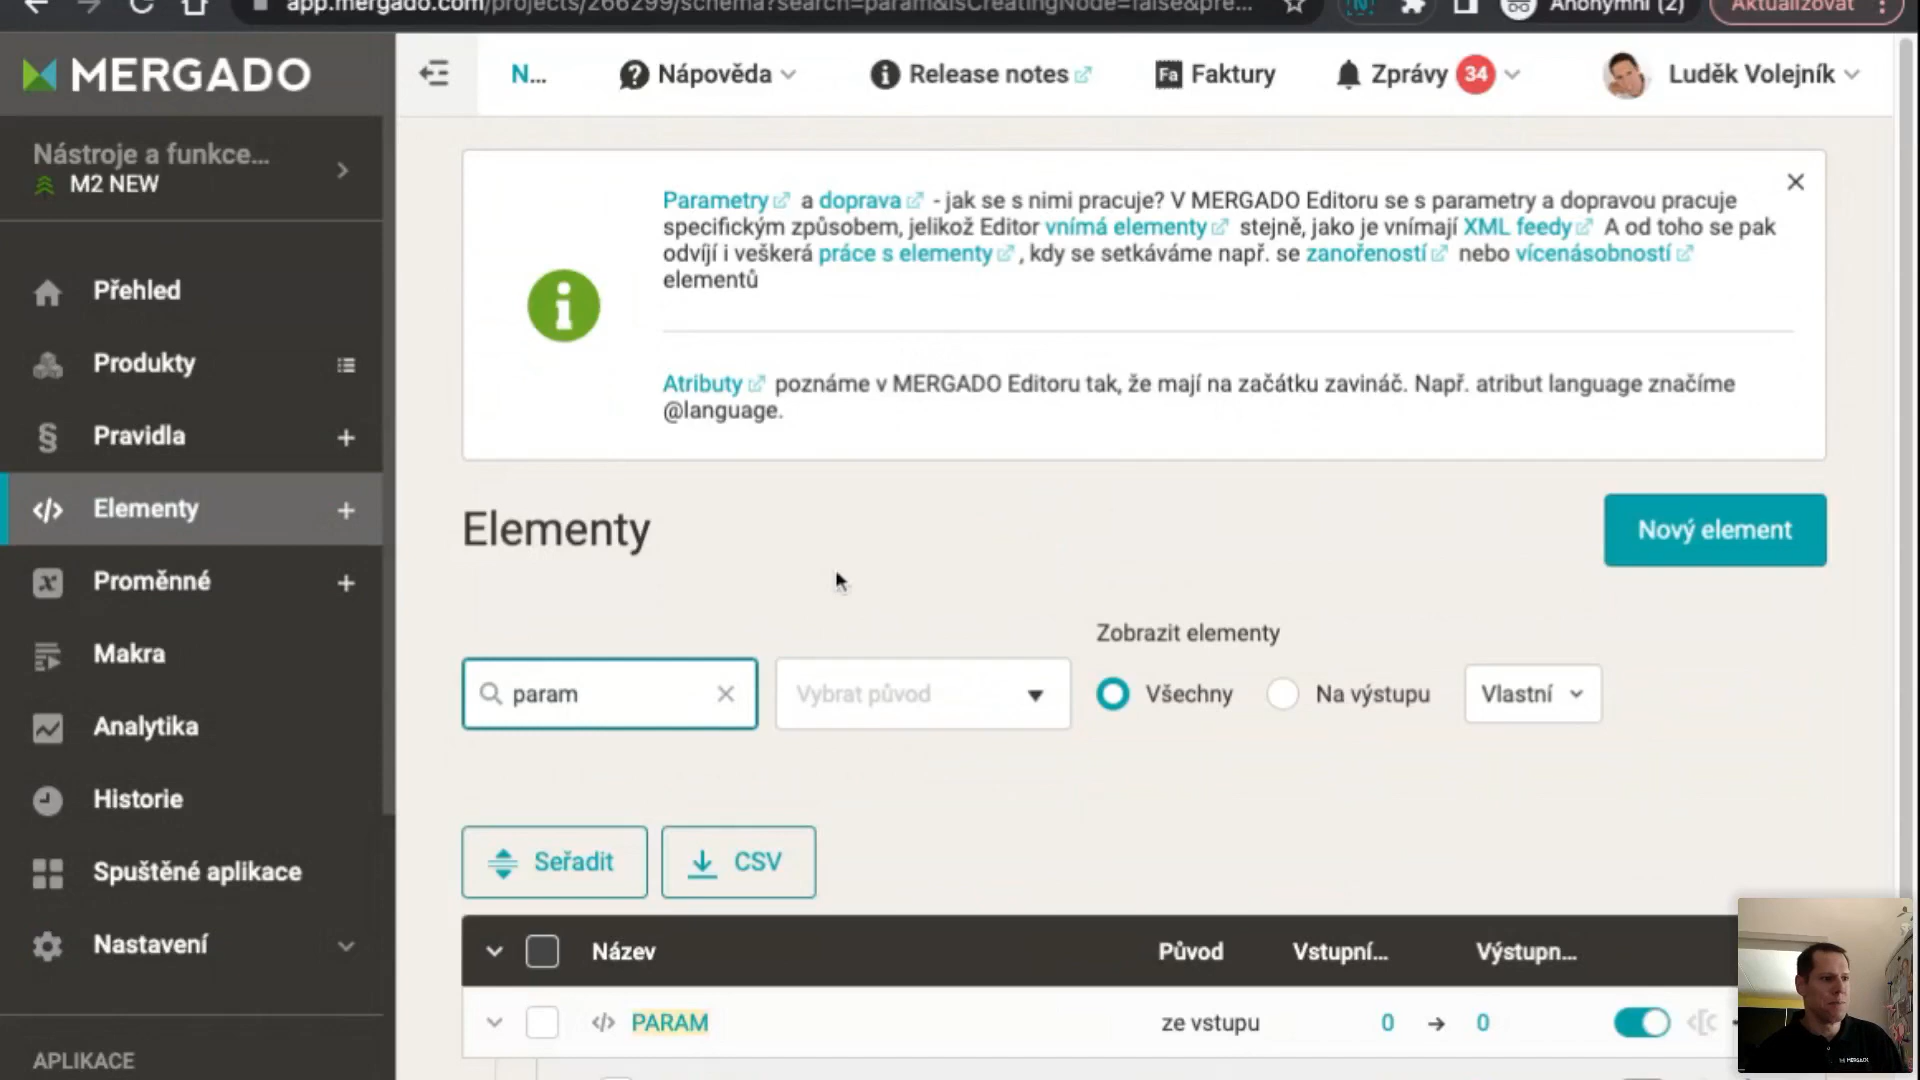 app.mergado.com/projects/266299/schema?search=param&isCreatingNode=false&pre...
Anonymní (2)
Aktualizovat
MERGADO
N...
Nápověda
Release notes
Fa Faktury
Zprávy 34
Luděk Volejník
Nástroje a funkce...
M2 NEW
Přehled
Produkty
Pravidla
Elementy
Proměnné
Makra
Analytika
Historie
Spuštěné aplikace
Nastavení
APLIKACE
Parametry a doprava - jak se s nimi pracuje? V MERGADO Editoru se s parametry a dopravou pracuje
specifickým způsobem, jelikož Editor vnímá elementy stejně, jako je vnímají XML feedy A od toho se pak
odvíjí i veškerá práce s elementy , kdy se setkáváme např. se zanořeností nebo vícenásobností
elementů
Atributy poznáme v MERGADO Editoru tak, že mají na začátku zavináč. Např. atribut language značíme
@language.
Elementy
Nový element
Zobrazit elementy
param
Vybrat původ
Všechny
Na výstupu
Vlastní
Seřadit
CSV
Název
Původ
Vstupní...
Výstupn...
PARAM
ze vstupu
0 → 0
MERGADO